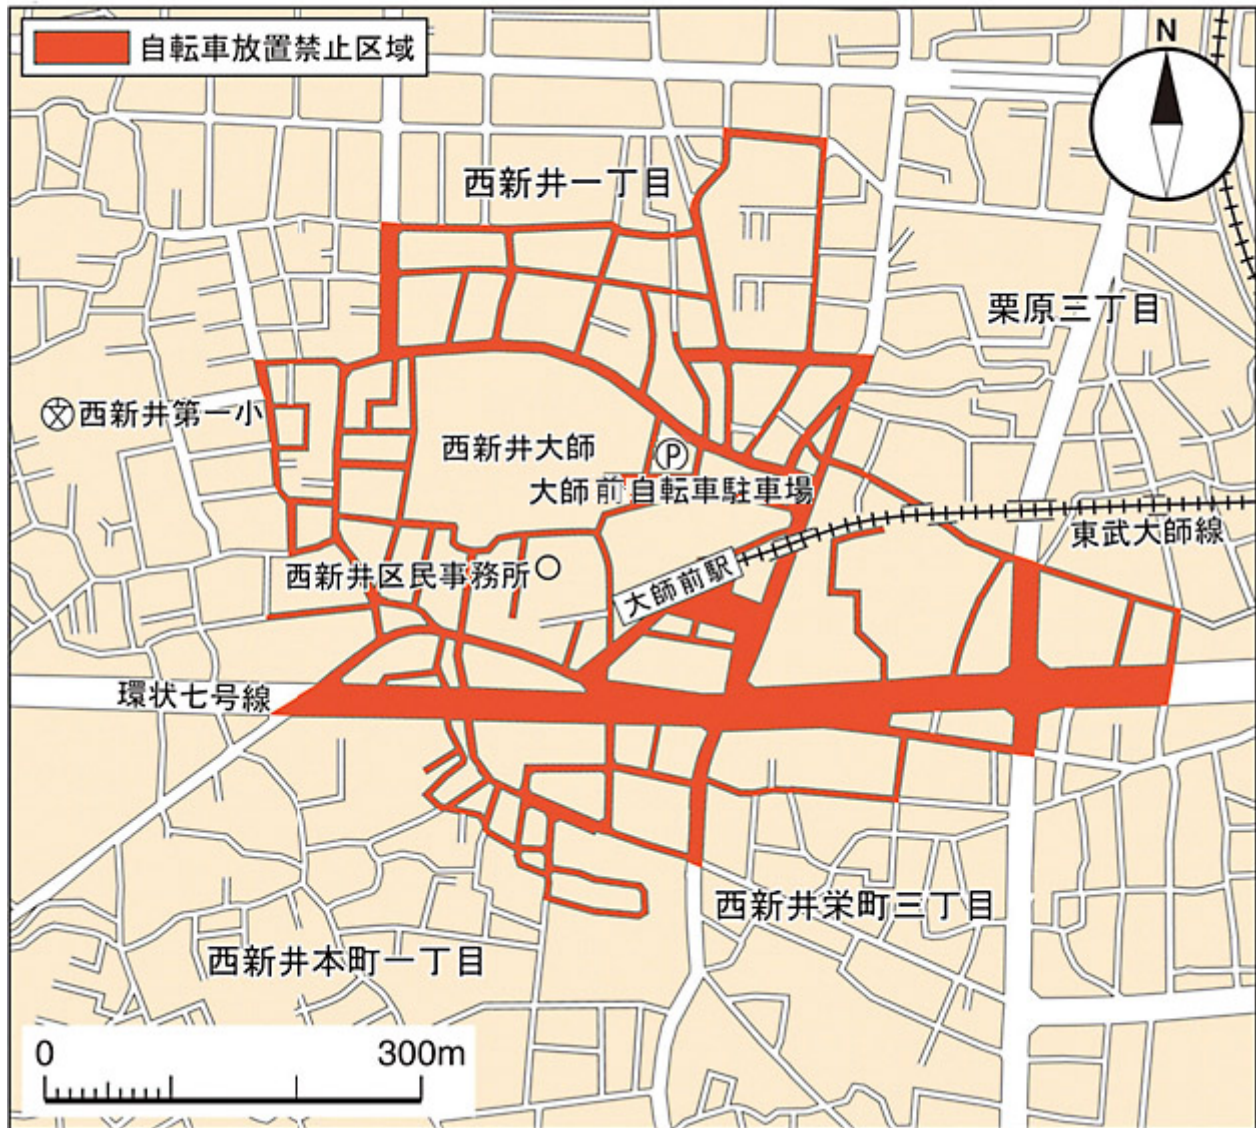 自転車放置禁止区域
N
西新井一丁目
栗原三丁目
西新井第一小
西新井大師
P
大師前自転車駐車場
東武大師線
西新井区民事務所
大師前駅
環状七号線
西新井栄町三丁目
西新井本町一丁目
0 300m